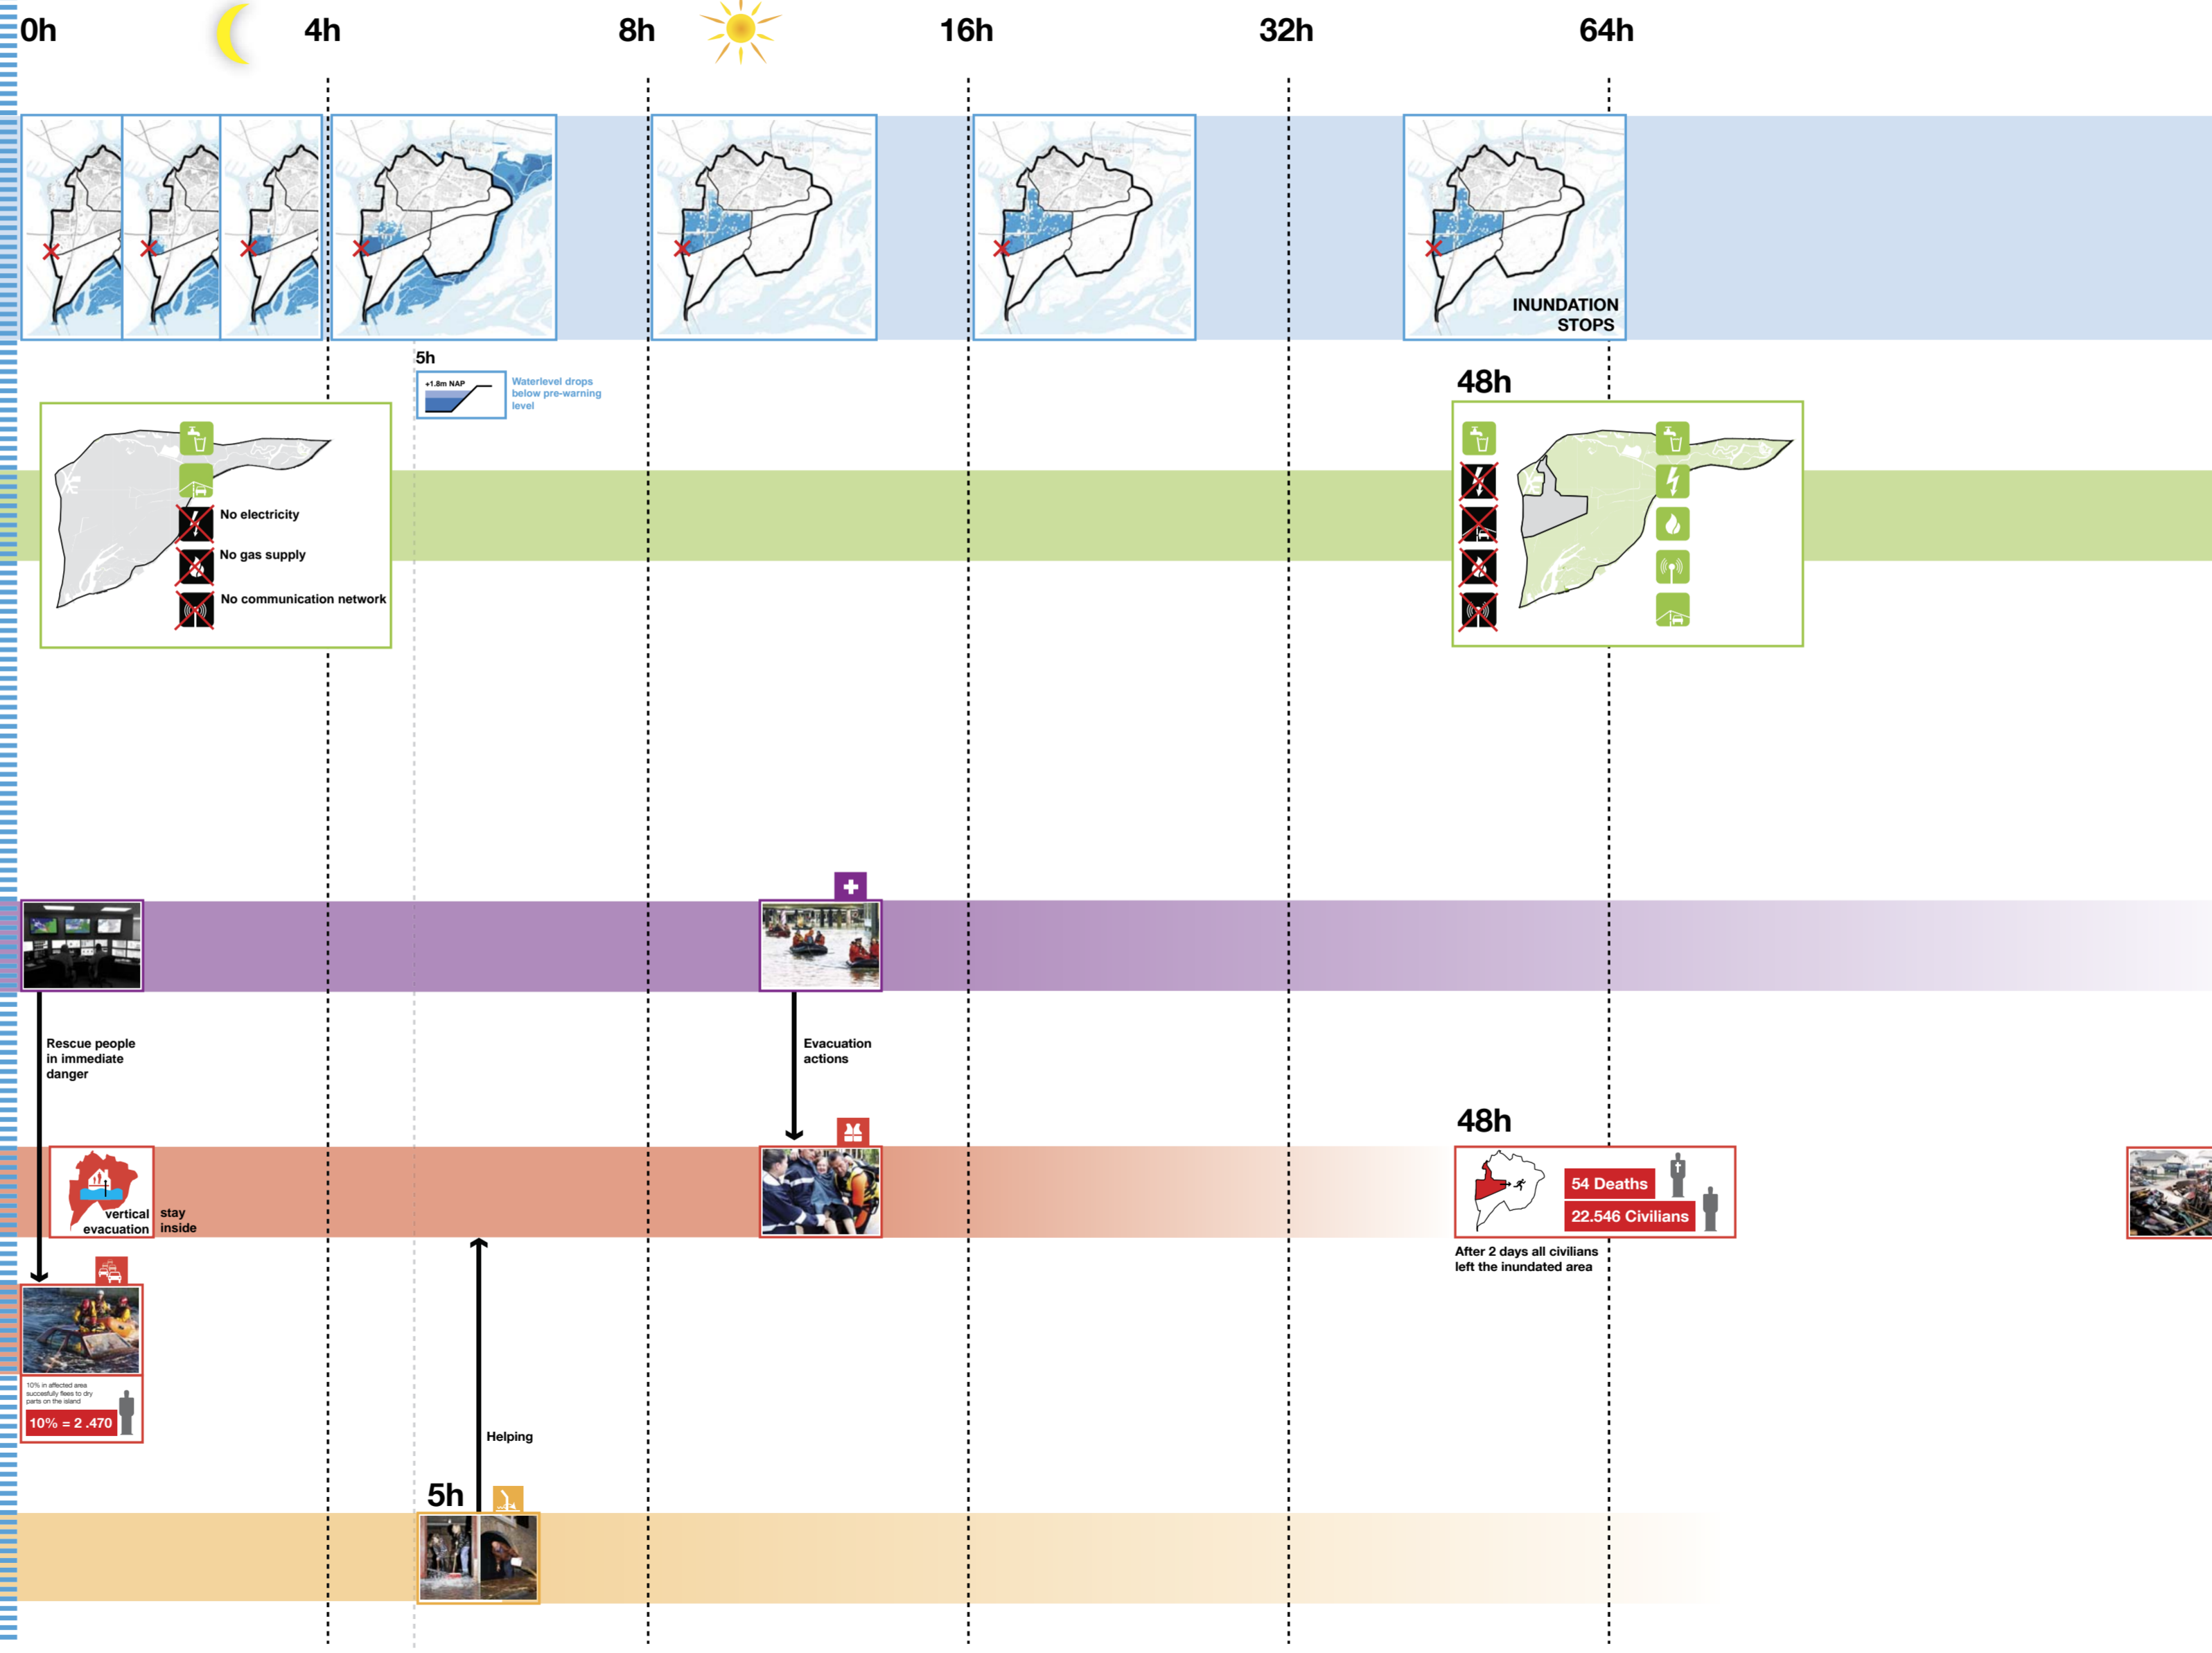 0h
4h
8h
16h
32h
64h
INUNDATION
STOPS
5h
+1.8m NAP
Waterlevel drops
below pre-warning
level
48h
No electricity
No gas supply
No communication network
Rescue people
in immediate
danger
Evacuation
actions
48h
vertical
evacuation
stay
inside
54 Deaths
22.546 Civilians
After 2 days all civilians
left the inundated area
10% in affected area
succesfully flees to dry
parts on the island
10% = 2 .470
Helping
5h